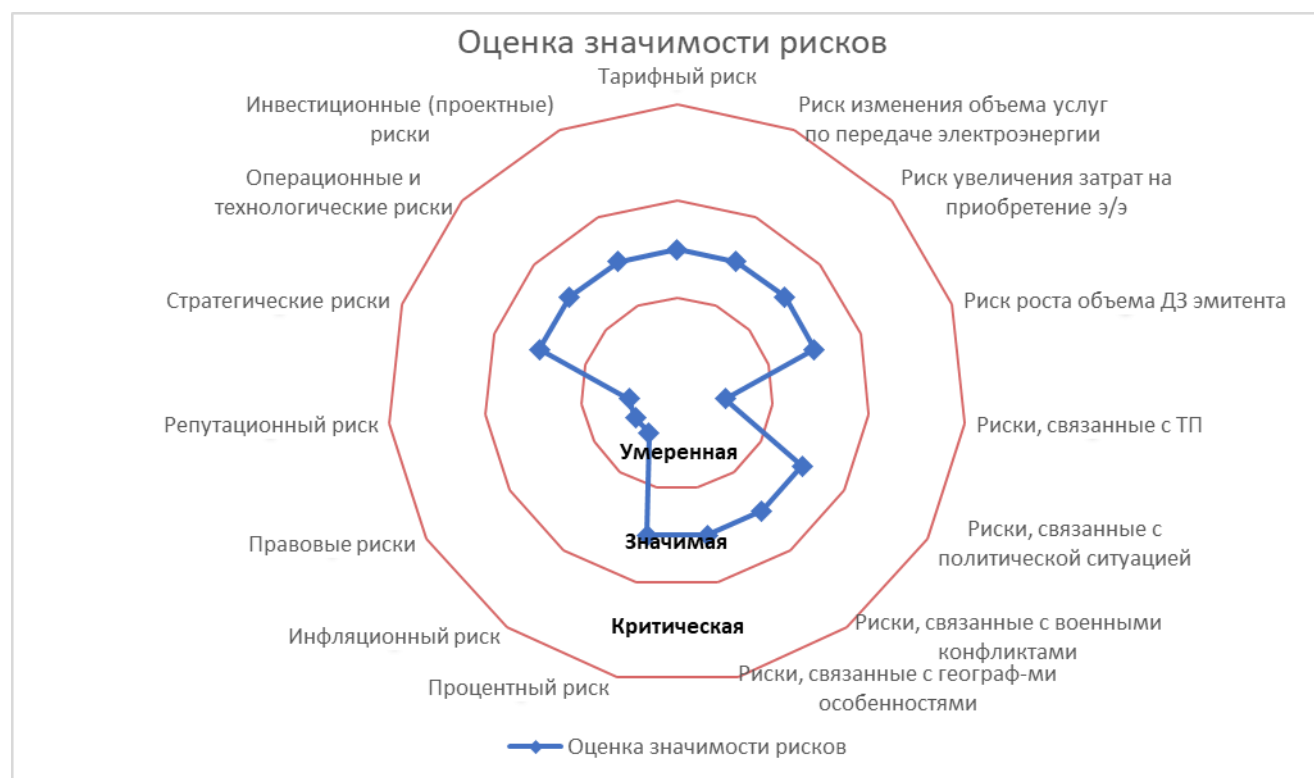 Оценка значимости рисков
Тарифный риск
Риск изменения объема услуг
по передаче электроэнергии
Риск увеличения затрат на
приобретение э/э
Риск роста объема ДЗ эмитента
Риски, связанные с ТП
Риски, связанные с
политической ситуацией
Риски, связанные с военными
конфликтами
Риски, связанные с географ-ми
особенностями
Процентный риск
Инфляционный риск
Правовые риски
Репутационный риск
Стратегические риски
Операционные и
технологические риски
Инвестиционные (проектные)
риски
Умеренная
Значимая
Критическая
Оценка значимости рисков